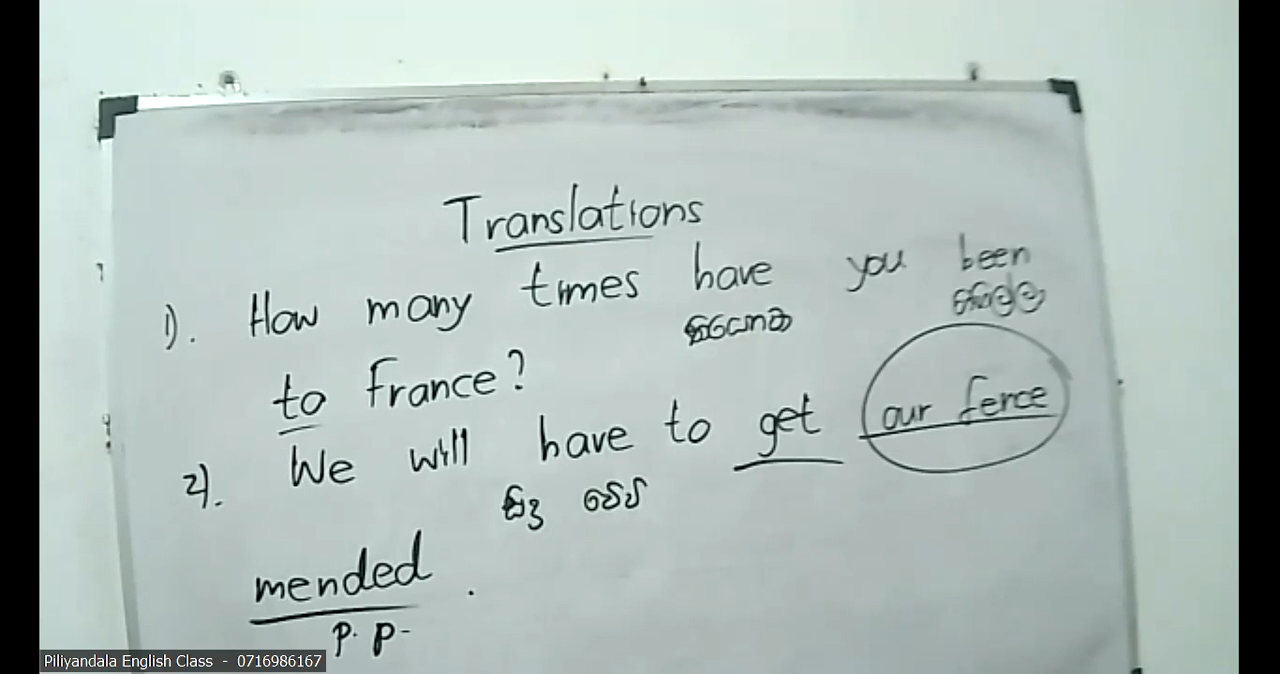 Translations
1). How many times have you been
to France?
2). We will have to get our fence
සිදු වෙවි
mended.
p. p-
Piliyandala English Class - 0716986167